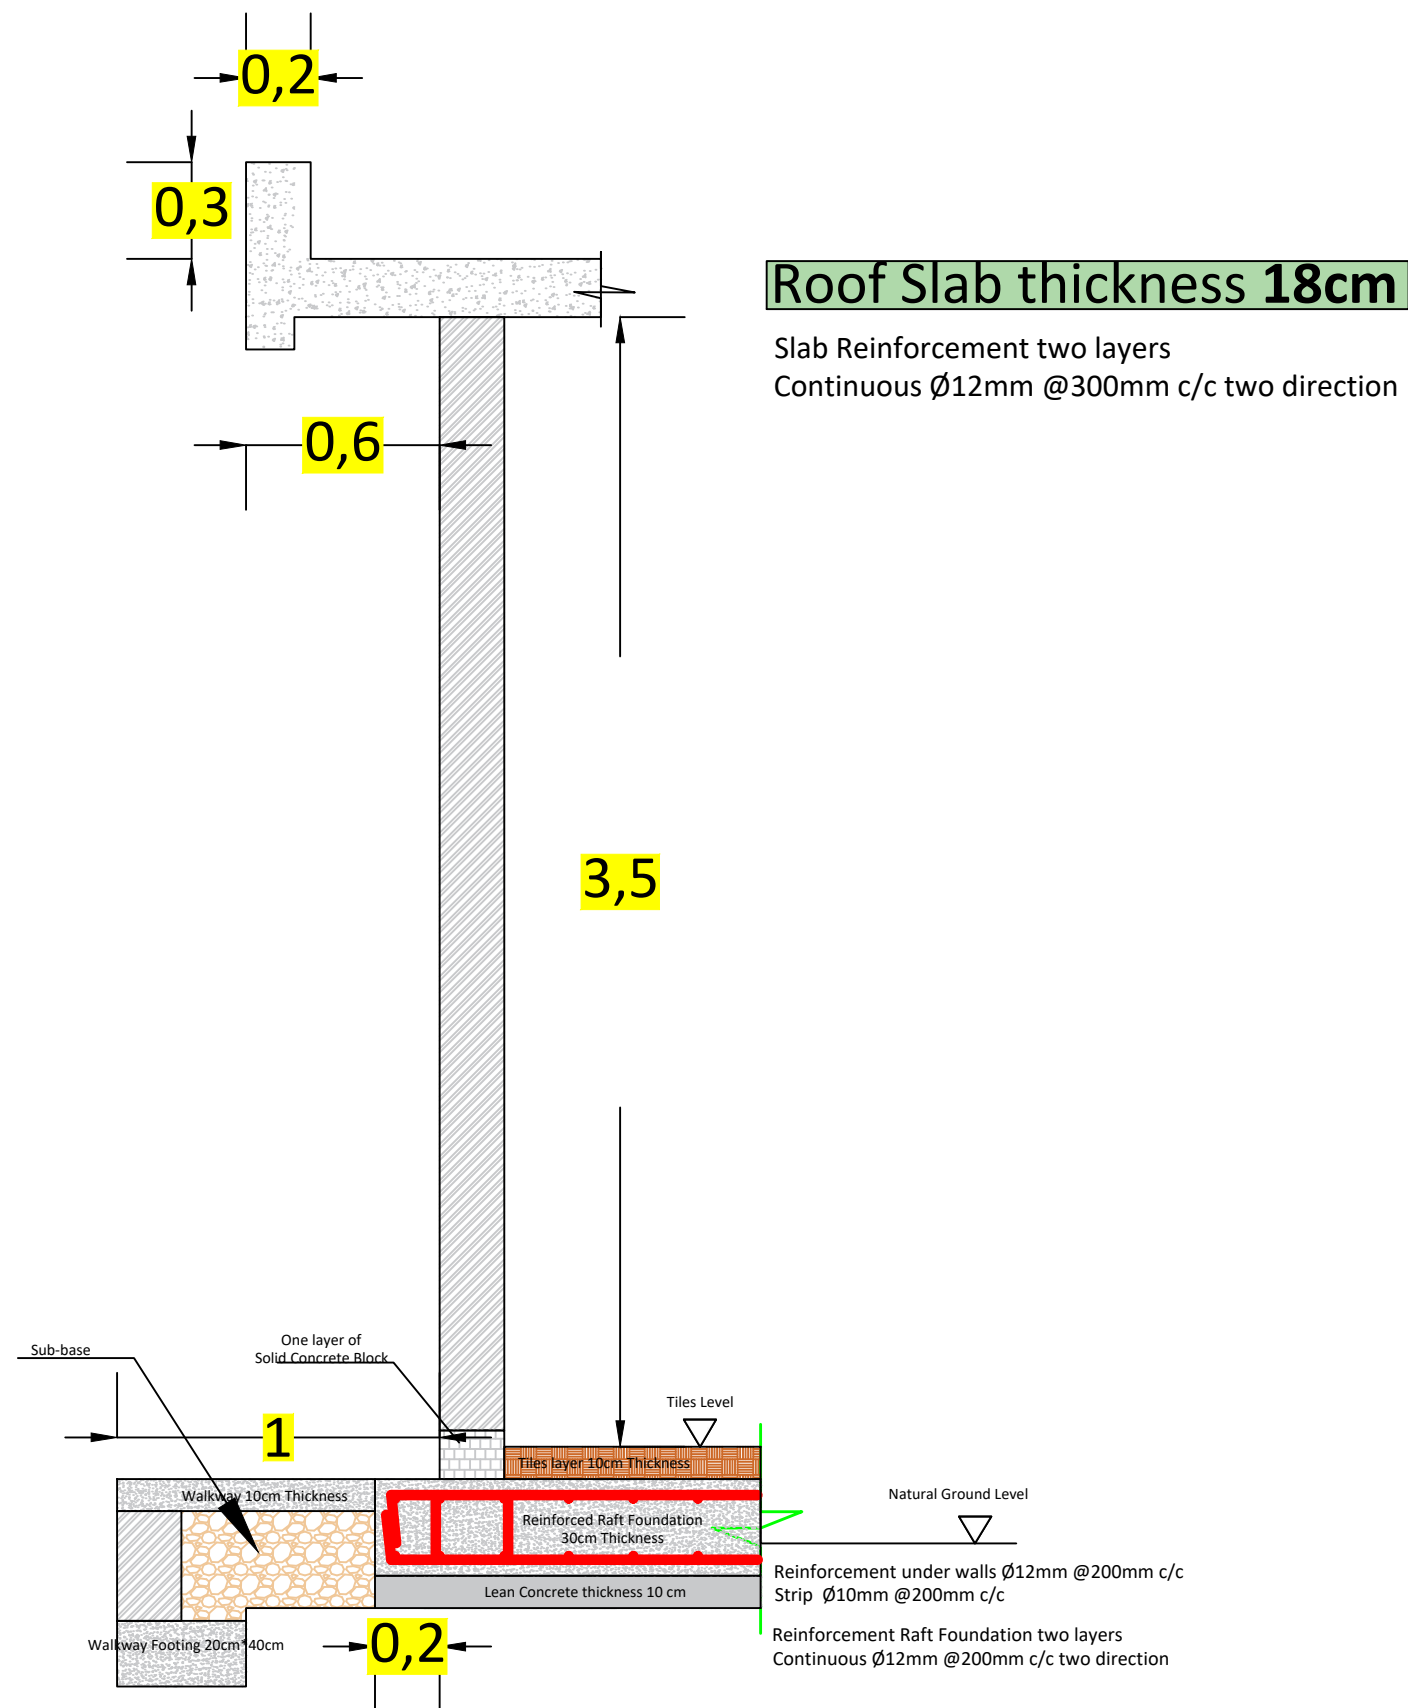 0,2
0,3
Roof Slab thickness 18cm
Slab Reinforcement two layers
Continuous Ø12mm @300mm c/c two direction
0,6
3,5
Sub-base
One layer of
Solid Concrete Block
Tiles Level
1
Tiles layer 10cm Thickness
Walkway 10cm Thickness
Natural Ground Level
Reinforced Raft Foundation
30cm Thickness
Reinforcement under walls Ø12mm @200mm c/c
Strip Ø10mm @200mm c/c
Lean Concrete thickness 10 cm
Walkway Footing 20cm*40cm
0,2
Reinforcement Raft Foundation two layers
Continuous Ø12mm @200mm c/c two direction